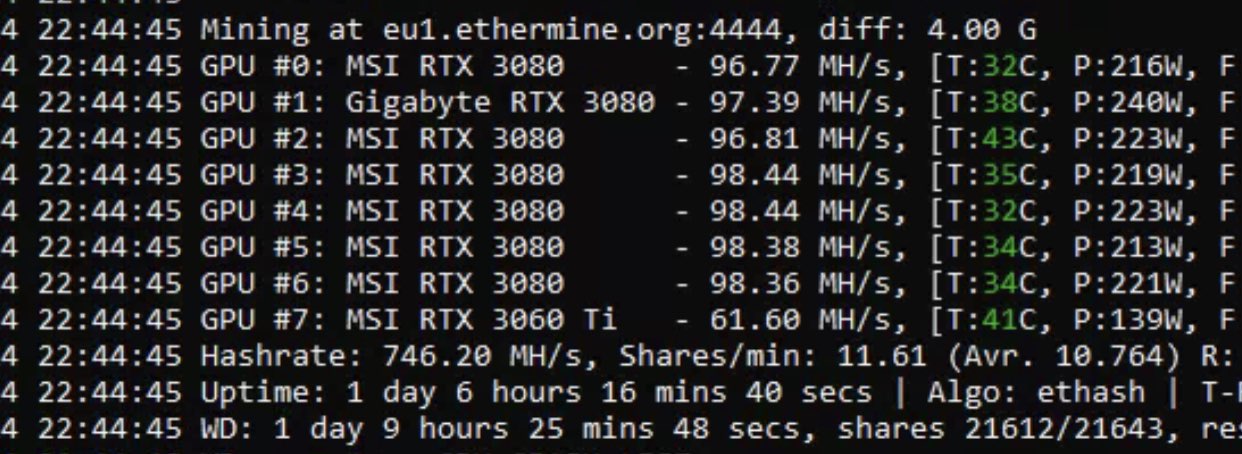 4 22:44:45 Mining at eu1.ethermine.org:4444, diff: 4.00 G
4 22:44:45 GPU #0: MSI RTX 3080 - 96.77 MH/s, [T:32C, P:216W, F
4 22:44:45 GPU #1: Gigabyte RTX 3080 - 97.39 MH/s, [T:38C, P:240W, F
4 22:44:45 GPU #2: MSI RTX 3080 - 96.81 MH/s, [T:43C, P:223W, F
4 22:44:45 GPU #3: MSI RTX 3080 - 98.44 MH/s, [T:35C, P:219W, F
4 22:44:45 GPU #4: MSI RTX 3080 - 98.44 MH/s, [T:32C, P:223W, F
4 22:44:45 GPU #5: MSI RTX 3080 - 98.38 MH/s, [T:34C, P:213W, F
4 22:44:45 GPU #6: MSI RTX 3080 - 98.36 MH/s, [T:34C, P:221W, F
4 22:44:45 GPU #7: MSI RTX 3060 Ti - 61.60 MH/s, [T:41C, P:139W, F
4 22:44:45 Hashrate: 746.20 MH/s, Shares/min: 11.61 (Avr. 10.764) R:
4 22:44:45 Uptime: 1 day 6 hours 16 mins 40 secs | Algo: ethash | T-
4 22:44:45 WD: 1 day 9 hours 25 mins 48 secs, shares 21612/21643, res